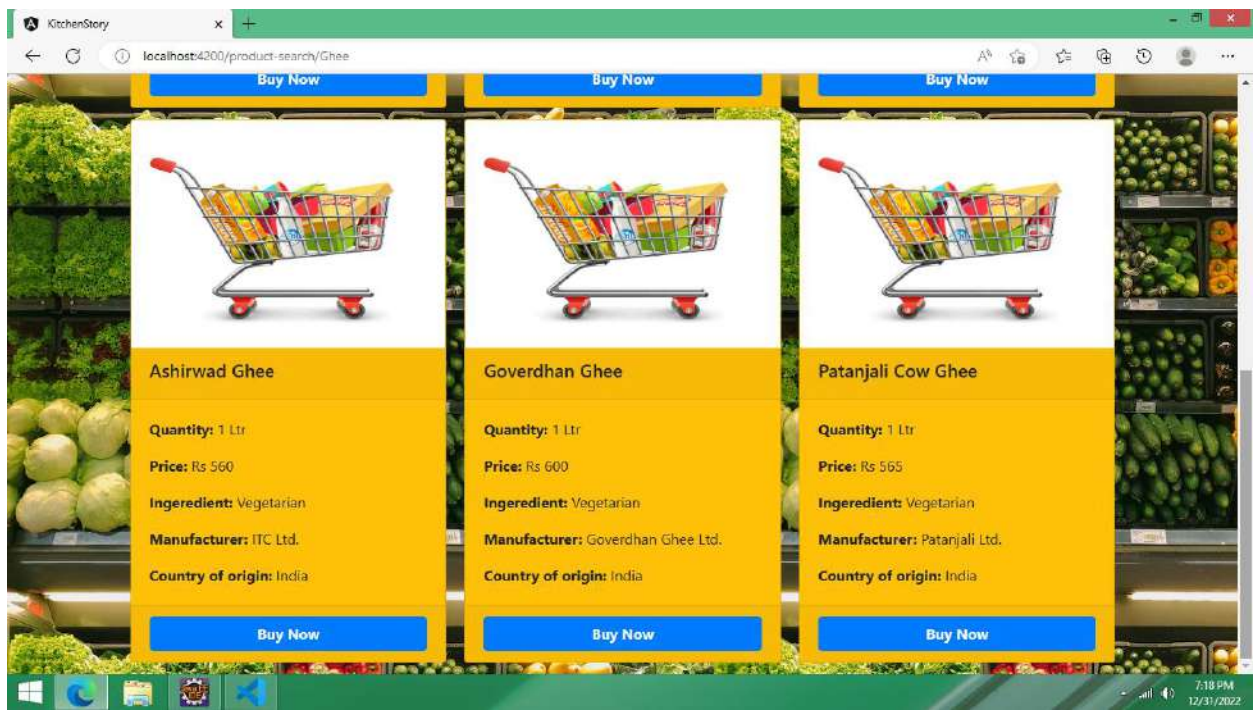 KitchenStory
localhost:4200/product-search/Ghee
Buy Now Buy Now Buy Now
Ashirwad Ghee Goverdhan Ghee Patanjali Cow Ghee
Quantity: 1 Ltr Quantity: 1 Ltr Quantity: 1 Ltr
Price: Rs 560 Price: Rs 600 Price: Rs 565
Ingeredient: Vegetarian Ingeredient: Vegetarian Ingeredient: Vegetarian
Manufacturer: ITC Ltd. Manufacturer: Goverdhan Ghee Ltd. Manufacturer: Patanjali Ltd.
Country of origin: India Country of origin: India Country of origin: India
Buy Now Buy Now Buy Now
7:18 PM
12/31/2022